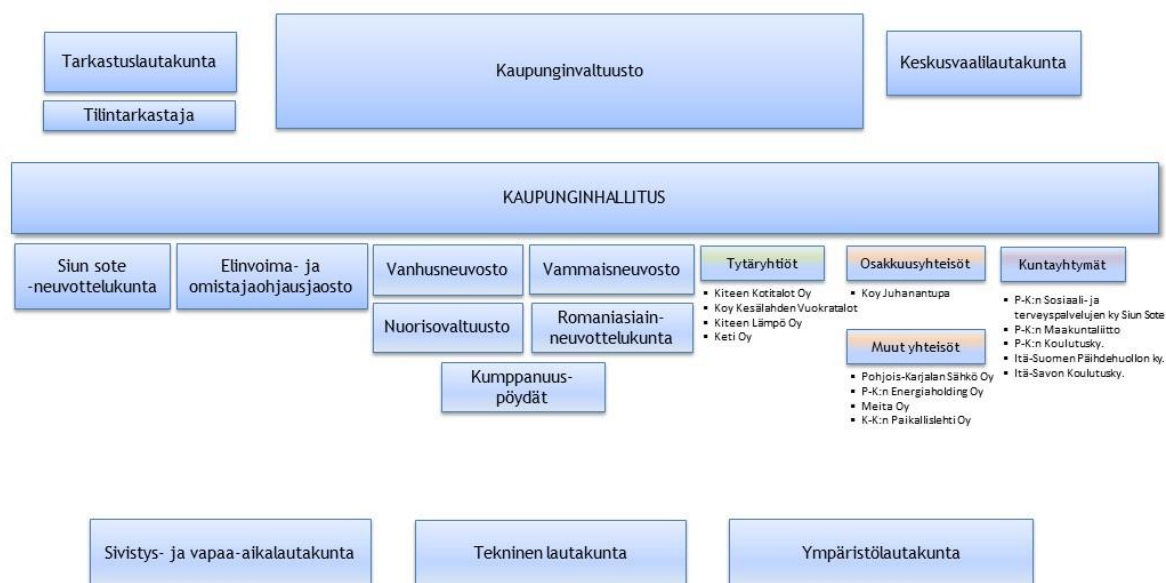 Tarkastuslautakunta
Tilintarkastaja
Kaupunginvaltuusto
Keskusvaalilautakunta
KAUPUNGINHALLITUS
Siun sote
-neuvottelukunta
Elinvoima- ja
omistajaohjausjaosto
Vanhusneuvosto
Vammaisneuvosto
Nuorisovaltuusto
Romaniasiain-
neuvottelukunta
Kumppanuus-
pöydät
Tytäryhtiöt
▪ Kiteen Kotitalot Oy
▪ Koy Kesälahden Vuokratalot
▪ Kiteen Lämpö Oy
▪ Keti Oy
Osakkuusyhteisöt
▪ Koy Juhanantupa
Muut yhteisöt
▪ Pohjois-Karjalan Sähkö Oy
▪ P-K:n Energiaholding Oy
▪ Meita Oy
▪ K-K:n Paikallislehti Oy
Kuntayhtymät
▪ P-K:n Sosiaali- ja
terveyspalvelujen ky Siun Sote
▪ P-K:n Maakuntaliitto
▪ P-K:n Koulutusky.
▪ Itä-Suomen Päihdehuollon ky.
▪ Itä-Savon Koulutusky.
Sivistys- ja vapaa-aikalautakunta
Tekninen lautakunta
Ympäristölautakunta